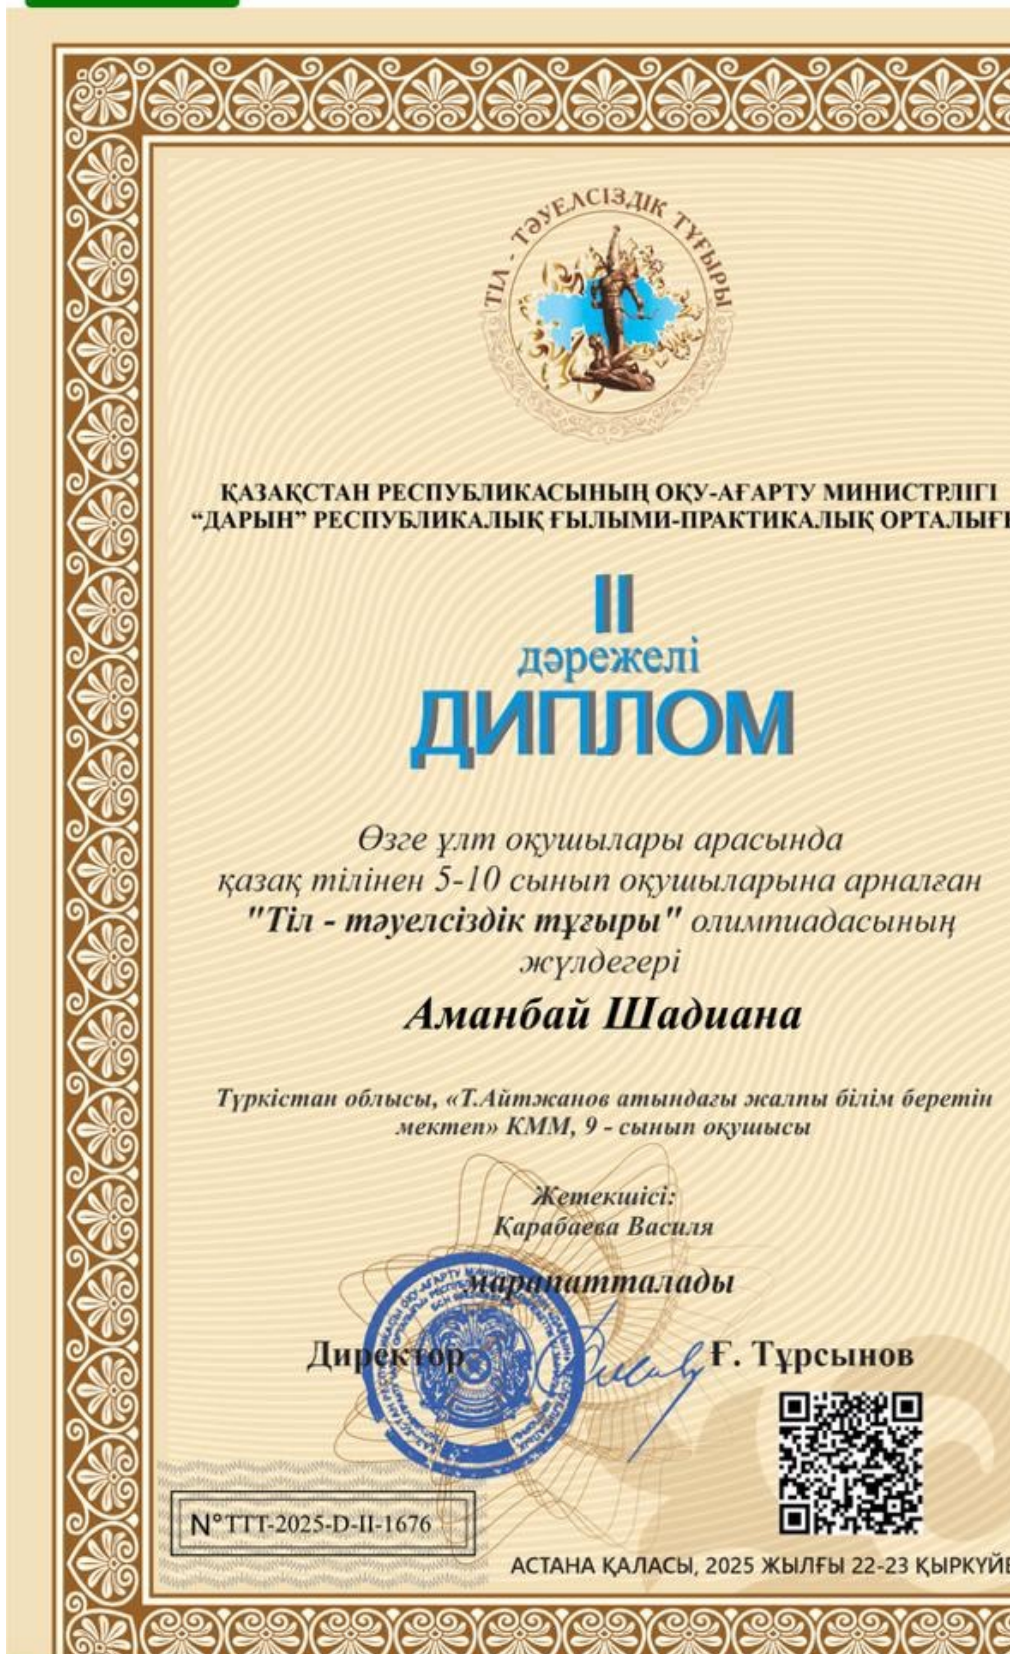 ТІЛ - ТӘУЕЛСІЗДІК ТҰҒЫРЫ
ҚАЗАҚСТАН РЕСПУБЛИКАСЫНЫҢ ОҚУ-АҒАРТУ МИНИСТРЛІГІ
“ДАРЫН” РЕСПУБЛИКАЛЫҚ ҒЫЛЫМИ-ПРАКТИКАЛЫҚ
II
дәрежелі
ДИПЛОМ
Өзге ұлт оқушылары арасында
қазақ тілінен 5-10 сынып оқушыларына арналған
"Тіл - тәуелсіздік тұғыры" олимпиадасының
жүлдегері
Аманбай Шадиана
Түркістан облысы, «Т.Айтжанов атындағы жалпы білім беретін
мектеп» КММ, 9 - сынып оқушысы
Жетекшісі:
Қарабаева Василя
марапатталады
Директор Ғ. Тұрсынов
N°TTT-2025-D-II-1676
АСТАНА ҚАЛАСЫ, 2025 ЖЫЛҒЫ 22-23